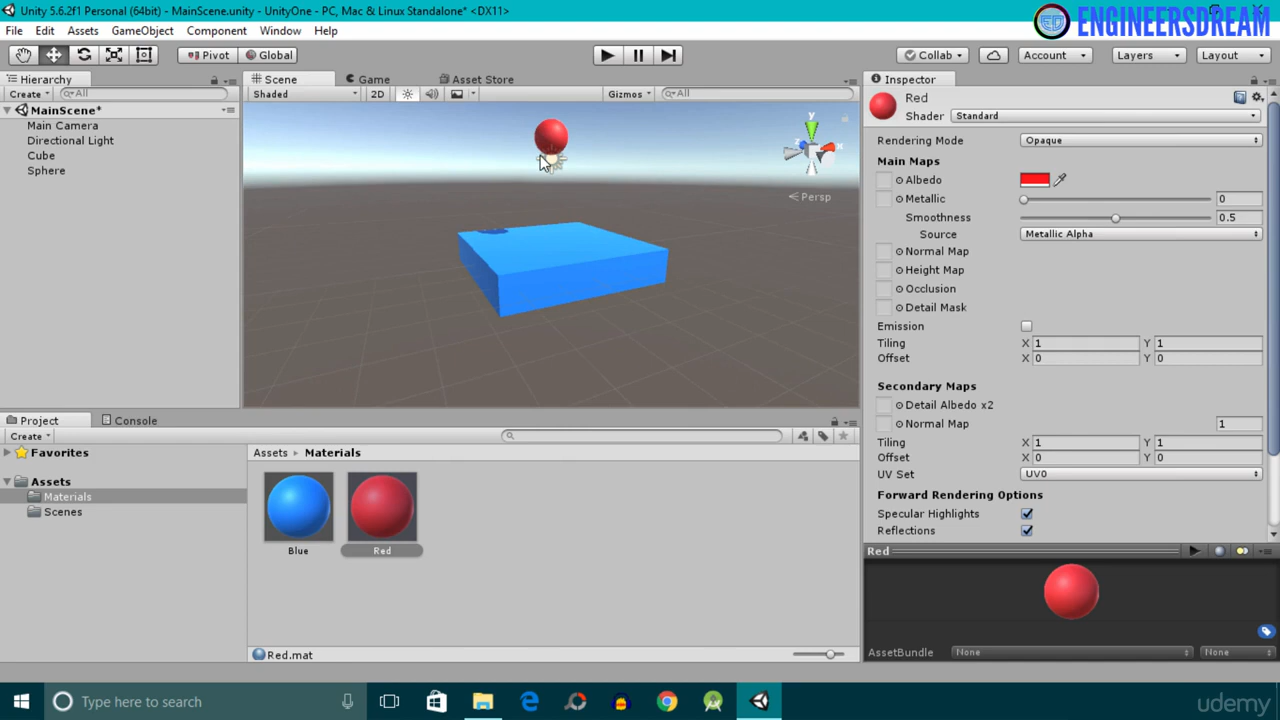 Unity 5.6.2f1 Personal (64bit) - MainScene.unity - UnityOne - PC, Mac & Linux Standalone* <DX11>
ENGINEERSDREAM
File Edit Assets GameObject Component Window Help
Pivot Global Collab Account Layers Layout
Hierarchy Scene Game Asset Store Inspector
Create All Shaded 2D Gizmos All Red
Shader Standard
MainScene*
Main Camera
Directional Light
Cube
Sphere
y
x
z
Persp
Rendering Mode Opaque
Main Maps
Albedo
Metallic 0
Smoothness 0.5
Source Metallic Alpha
Normal Map
Height Map
Occlusion
Detail Mask
Emission
Tiling X 1 Y 1
Offset X 0 Y 0
Secondary Maps
Detail Albedo x2
Normal Map 1
Tiling X 1 Y 1
Offset X 0 Y 0
UV Set UV0
Forward Rendering Options
Specular Highlights
Reflections
Project Console
Create
Favorites
Assets
Materials
Scenes
Assets Materials
Blue Red
Red.mat
Red
AssetBundle None None
Type here to search
udemy